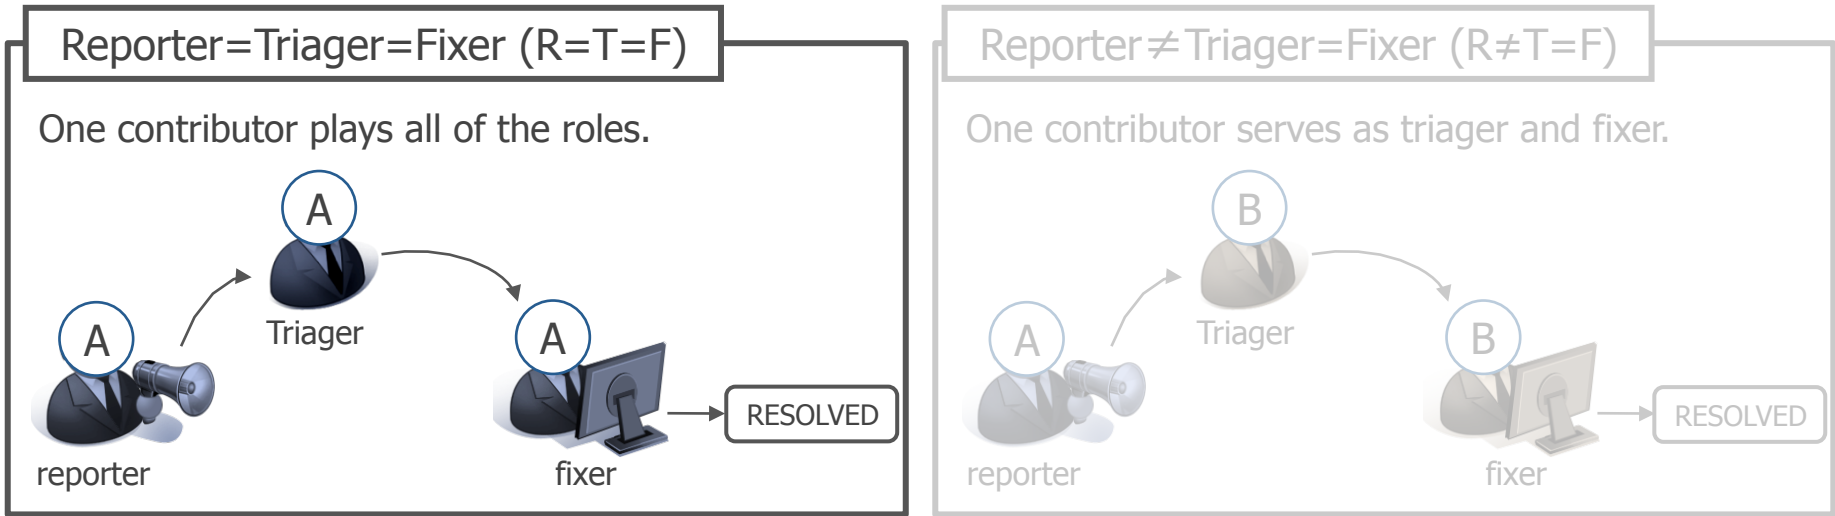 Reporter=Triager=Fixer (R=T=F)
One contributor plays all of the roles.
A
Triager
A
reporter
A
fixer
RESOLVED
Reporter≠Triager=Fixer (R≠T=F)
One contributor serves as triager and fixer.
B
Triager
A
reporter
B
fixer
RESOLVED